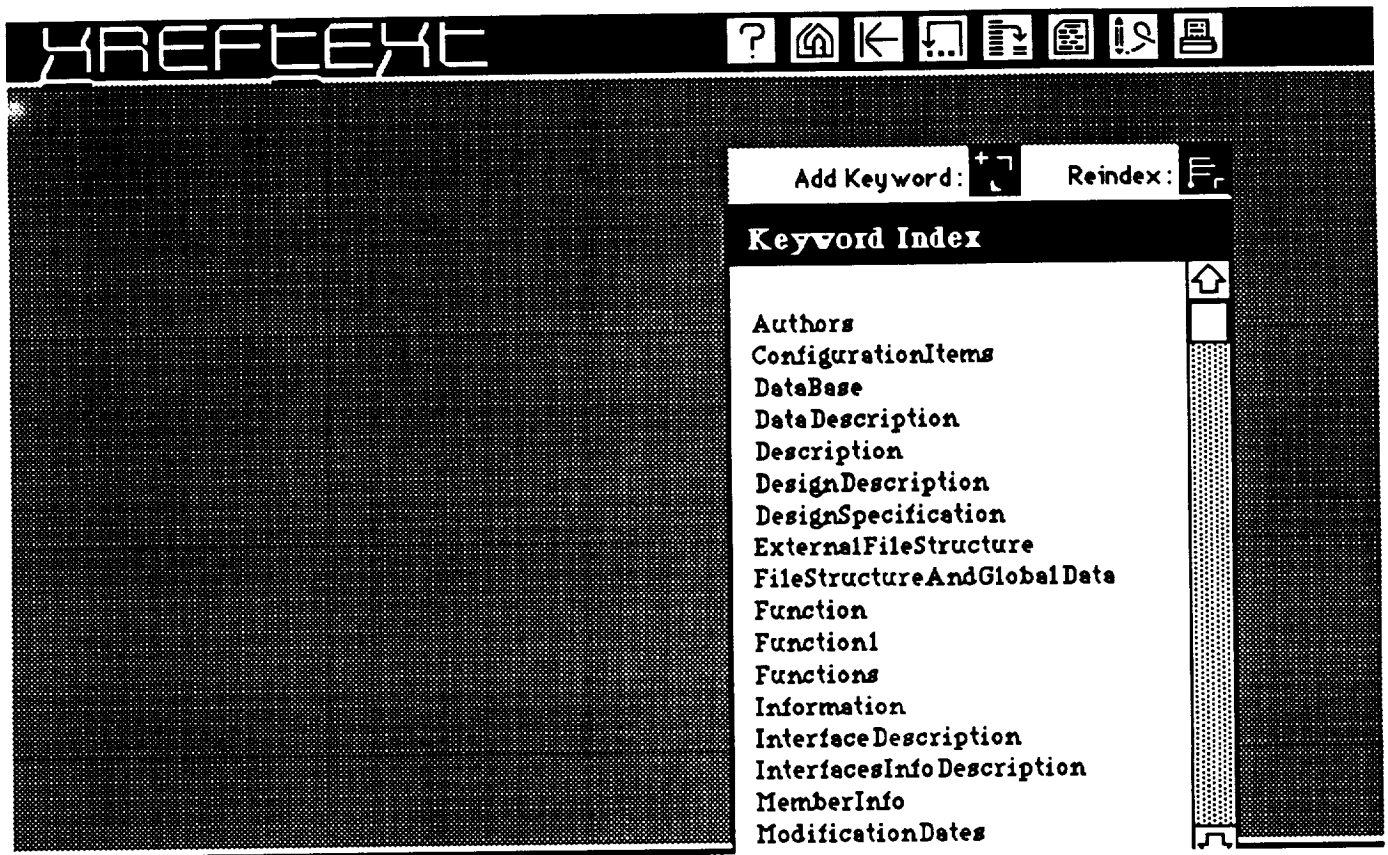 XREFTEXT
?
Add Keyword: Reindex:
Keyword Index
Authors
ConfigurationItems
DataBase
DataDescription
Description
DesignDescription
DesignSpecification
ExternalFileStructure
FileStructureAndGlobalData
Function
Function1
Functions
Information
InterfaceDescription
InterfacesInfoDescription
MemberInfo
ModificationDates